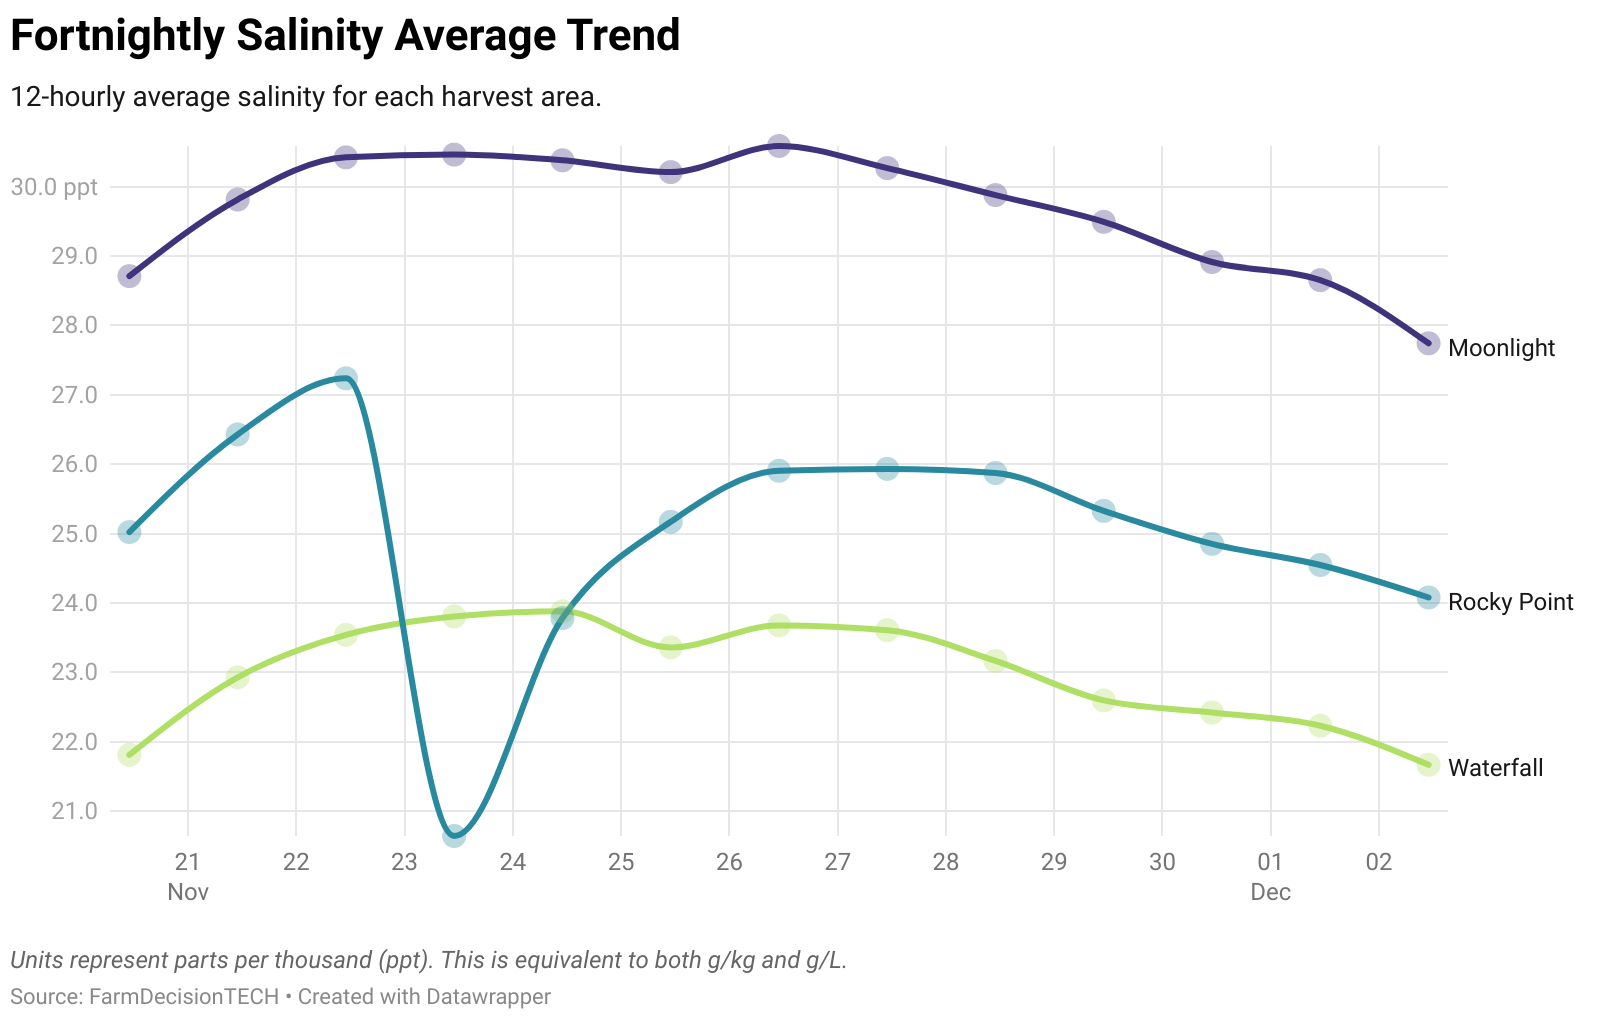 Fortnightly Salinity Average Trend
12-hourly average salinity for each harvest area.
30.0 ppt
29.0
28.0
27.0
26.0
25.0
24.0
23.0
22.0
21.0
Moonlight
Rocky Point
Waterfall
21 22 23 24 25 26 27 28 29 30 01 02
Nov Dec
Units represent parts per thousand (ppt). This is equivalent to both g/kg and g/L.
Source: FarmDecisionTECH • Created with Datawrapper